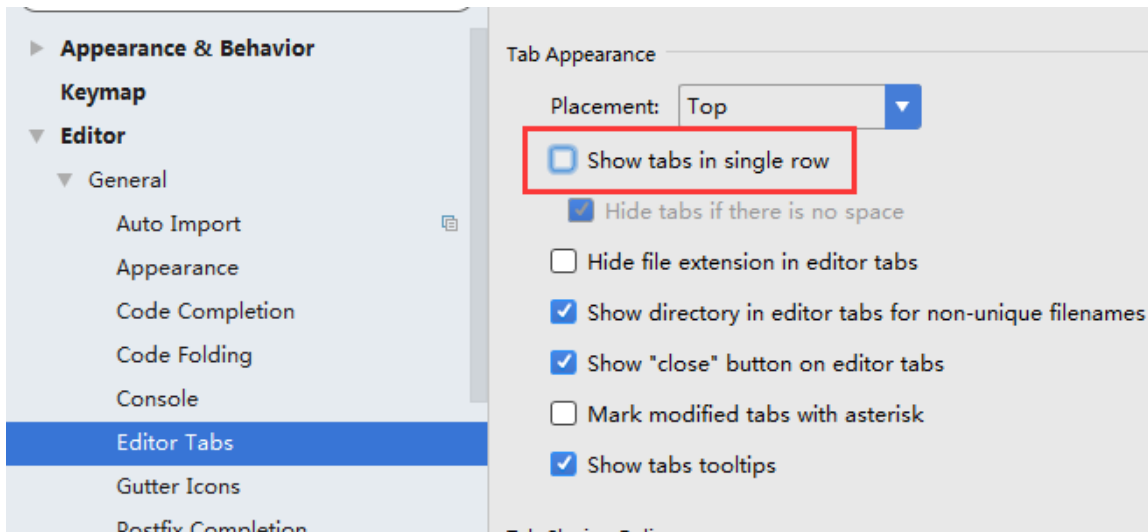 Appearance & Behavior
Keymap
Editor
General
Auto Import
Appearance
Code Completion
Code Folding
Console
Editor Tabs
Gutter Icons
Postfix Completion
Tab Appearance
Placement: Top
Show tabs in single row
Hide tabs if there is no space
Hide file extension in editor tabs
Show directory in editor tabs for non-unique filenames
Show "close" button on editor tabs
Mark modified tabs with asterisk
Show tabs tooltips